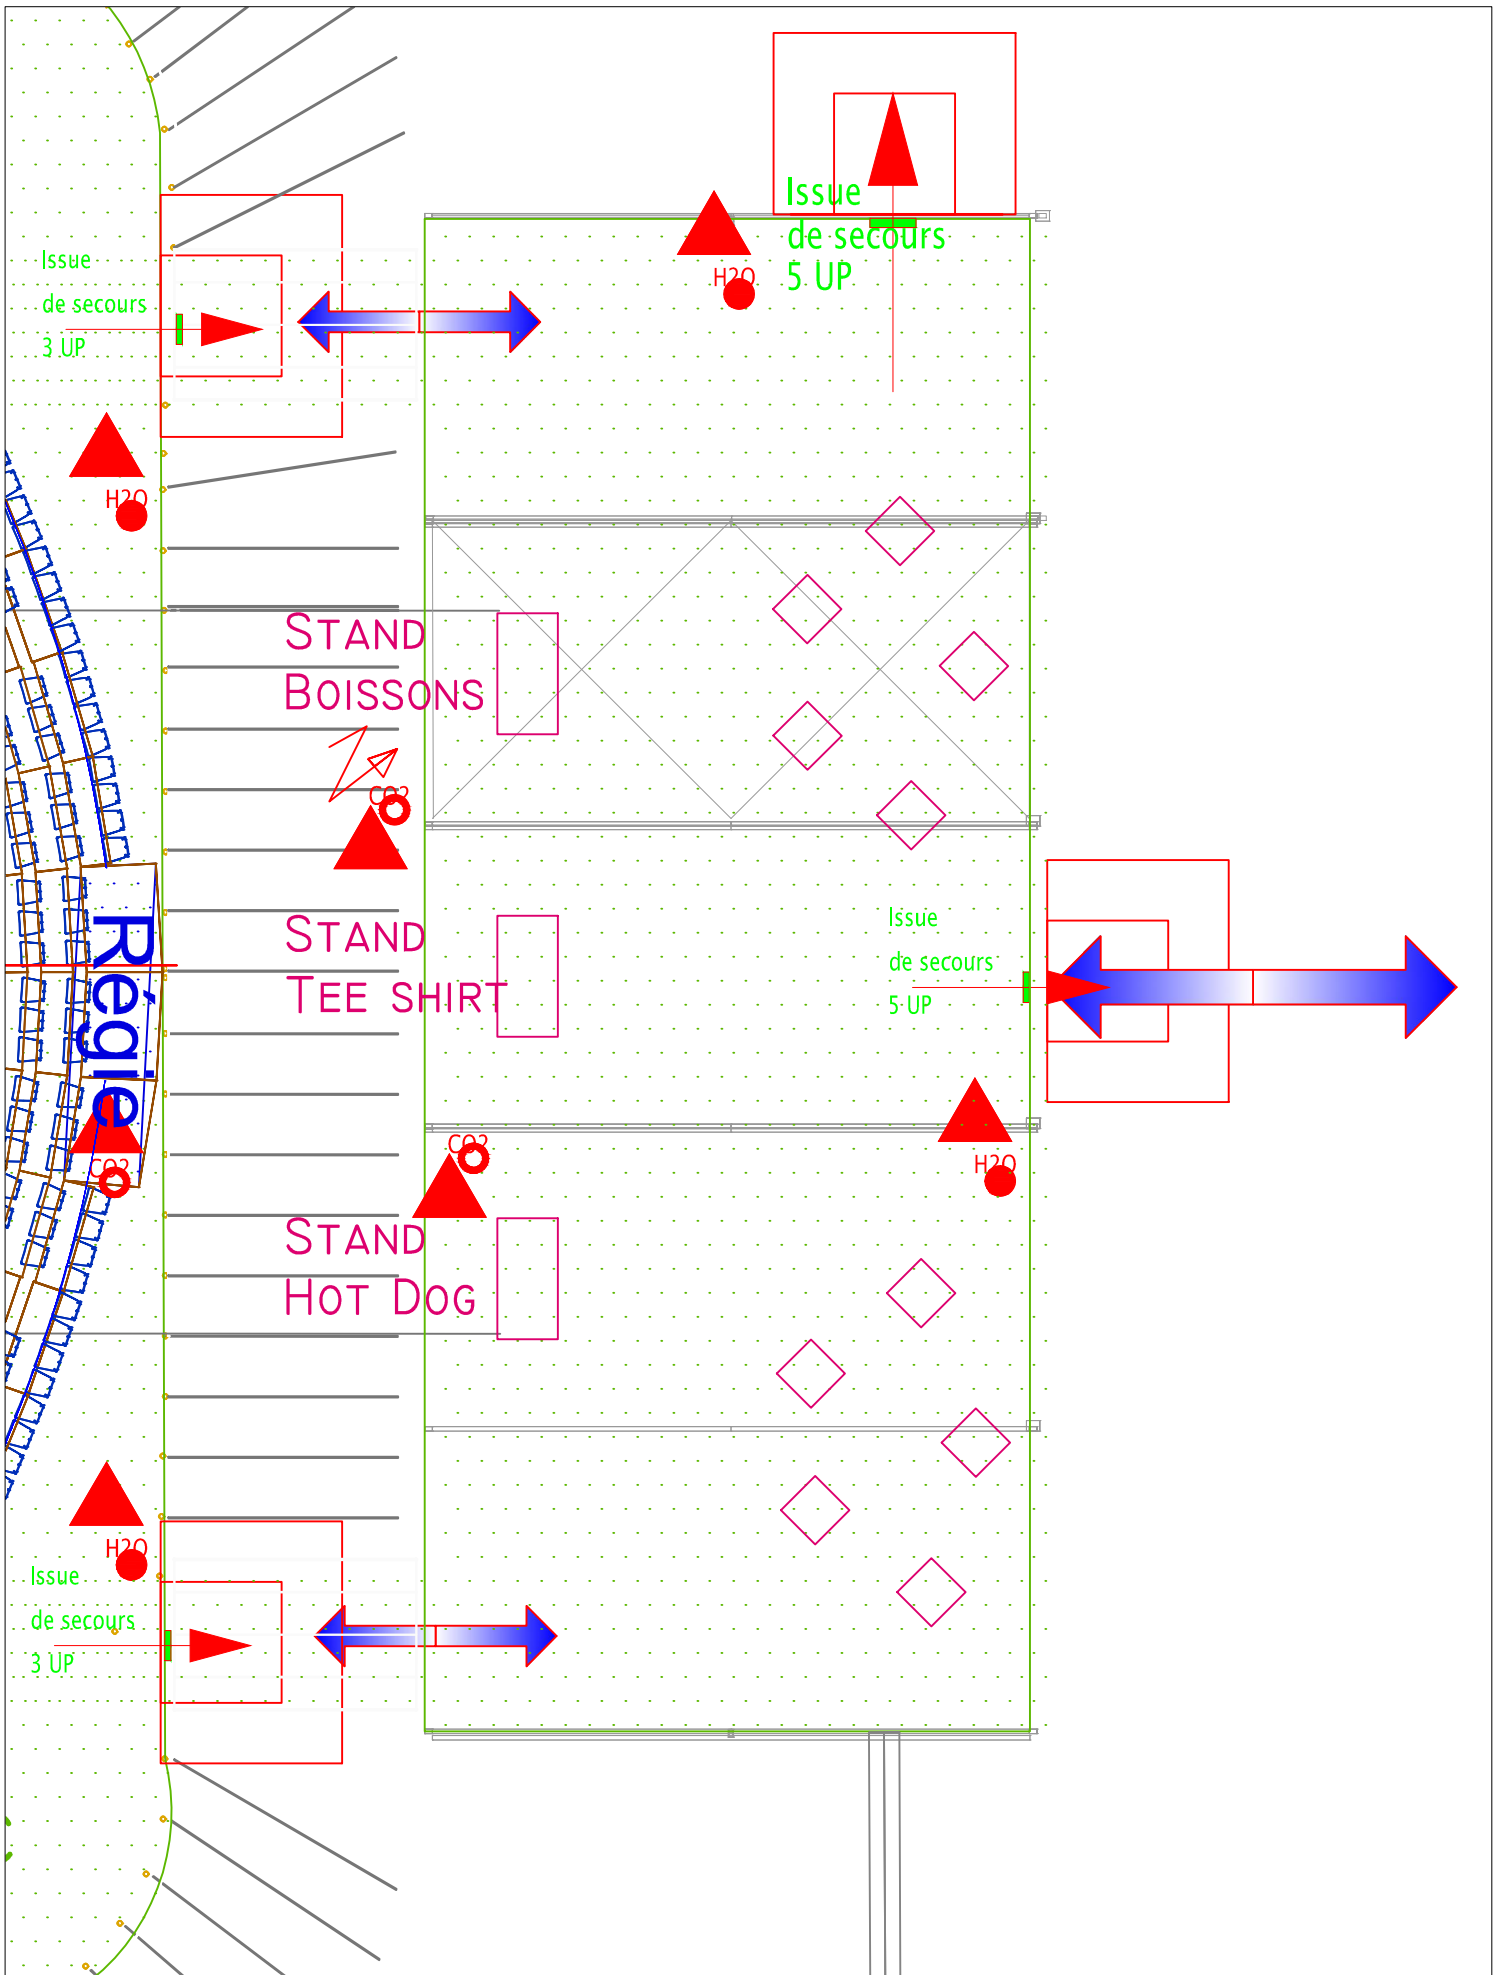 Issue
de secours
5 UP
H2O
Issue
de secours
3 UP
H2O
STAND
BOISSONS
CO2
STAND
TEE SHIRT
Issue
de secours
5 UP
Régie
CO2
CO2
H2O
STAND
HOT DOG
H2O
Issue
de secours
3 UP